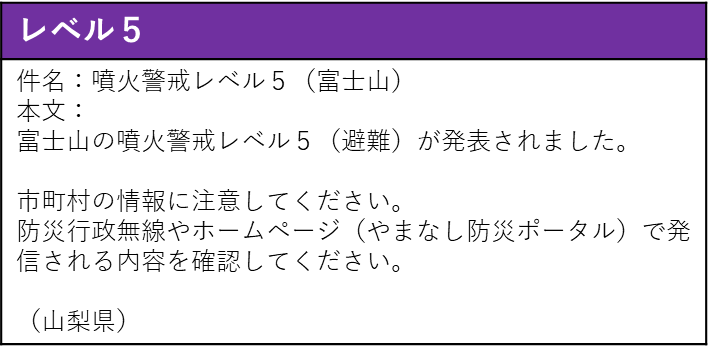 レベル５
件名：噴火警戒レベル５（富士山）
本文：
富士山の噴火警戒レベル５（避難）が発表されました。
市町村の情報に注意してください。
防災行政無線やホームページ（やまなし防災ポータル）で発
信される内容を確認してください。
（山梨県）